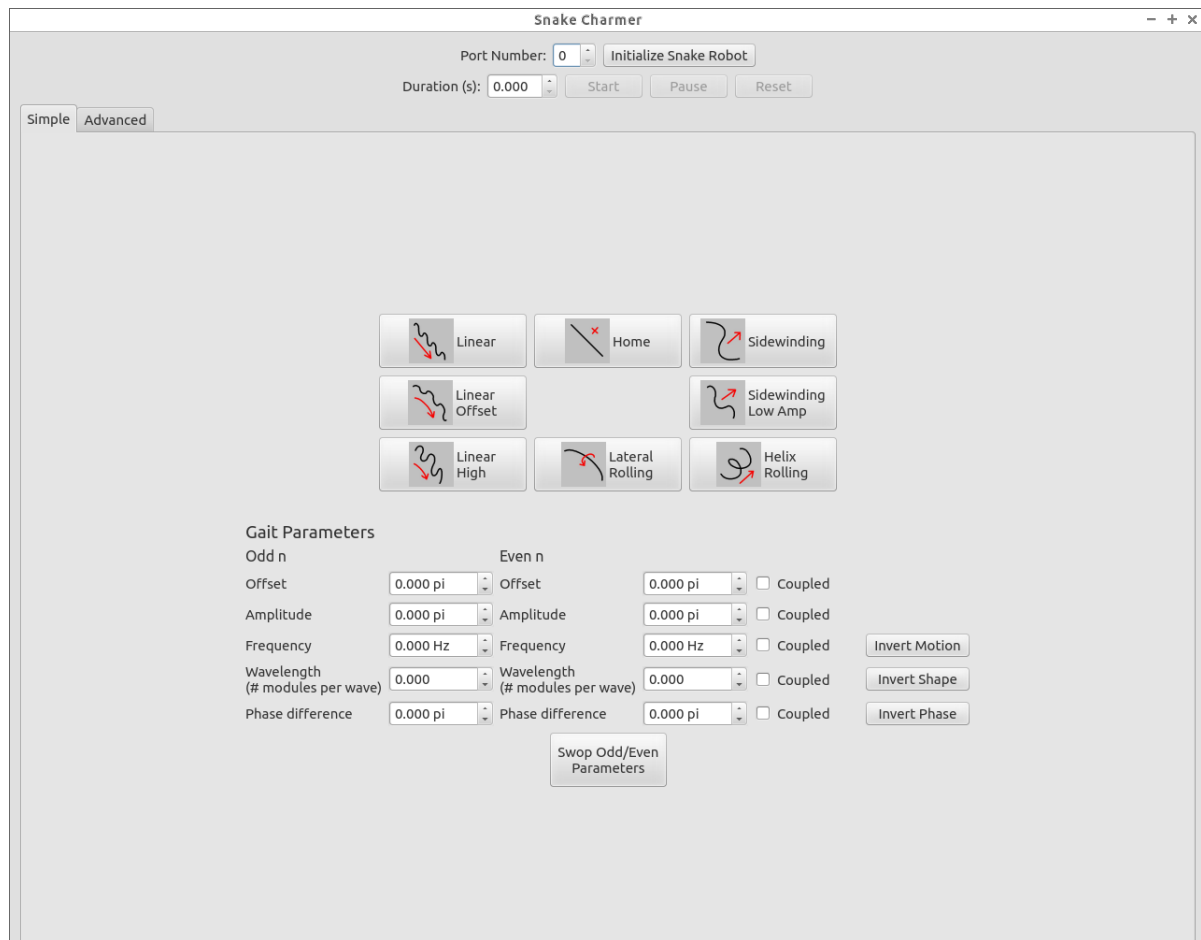 Snake Charmer
Port Number: 0 Initialize Snake Robot
Duration (s): 0.000 Start Pause Reset
Simple Advanced
Linear Home Sidewinding
Linear Offset
Sidewinding Low Amp
Linear High
Lateral Rolling
Helix Rolling
Gait Parameters
Odd n Even n
Offset 0.000 pi Offset 0.000 pi Coupled
Amplitude 0.000 pi Amplitude 0.000 pi Coupled
Frequency 0.000 Hz Frequency 0.000 Hz Coupled Invert Motion
Wavelength (# modules per wave) 0.000 Wavelength (# modules per wave) 0.000 Coupled Invert Shape
Phase difference 0.000 pi Phase difference 0.000 pi Coupled Invert Phase
Swop Odd/Even
Parameters